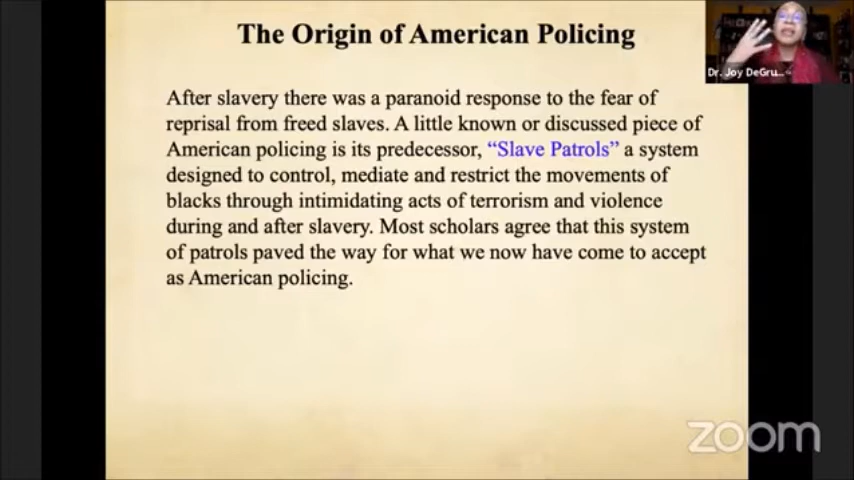 The Origin of American Policing
After slavery there was a paranoid response to the fear of
reprisal from freed slaves. A little known or discussed piece of
American policing is its predecessor, “Slave Patrols” a system
designed to control, mediate and restrict the movements of
blacks through intimidating acts of terrorism and violence
during and after slavery. Most scholars agree that this system
of patrols paved the way for what we now have come to accept
as American policing.
Dr. Joy DeGru...
zoom